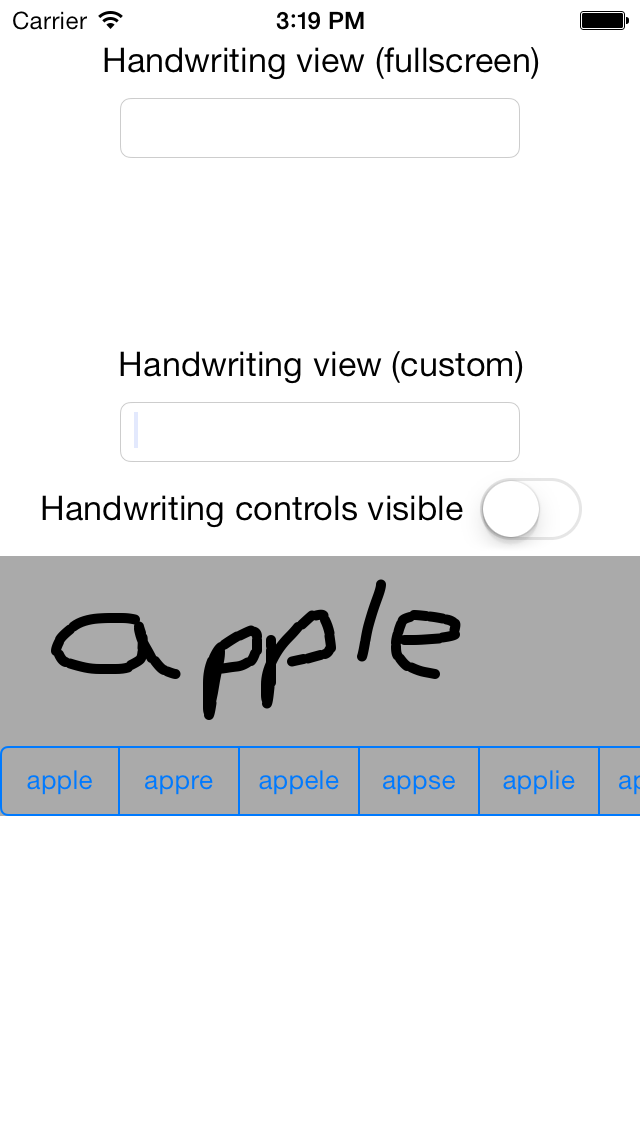 Carrier 3:19 PM
Handwriting view (fullscreen)
Handwriting view (custom)
Handwriting controls visible
apple
apple appre appele appse applie ap